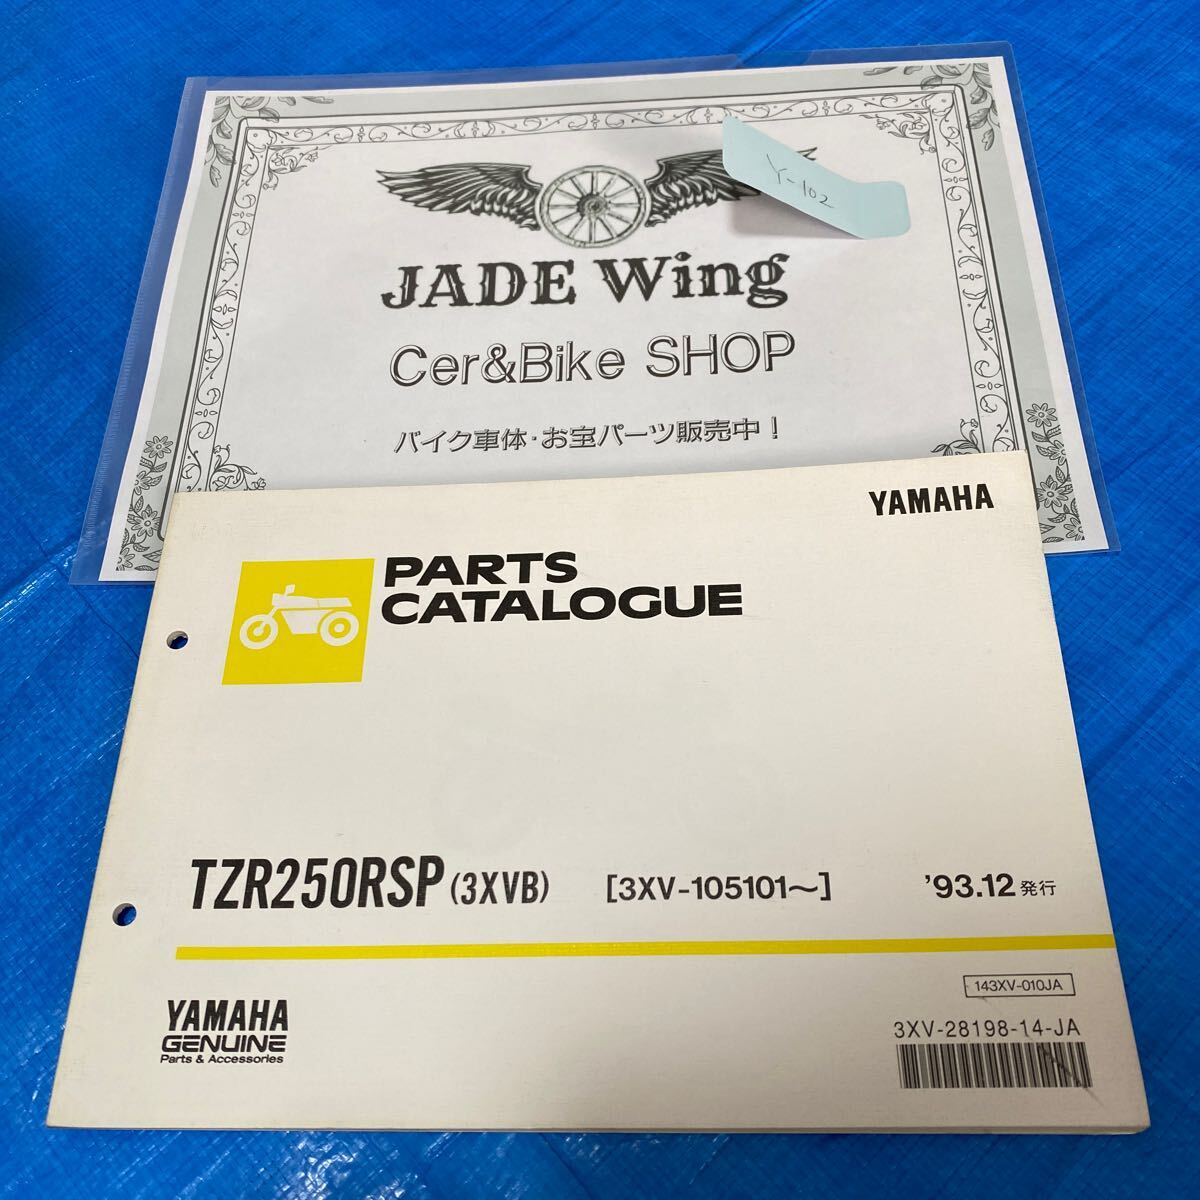 Y-102
JADE Wing
Cer&Bike SHOP
バイク車体・お宝パーツ販売中！
YAMAHA
PARTS
CATALOGUE
TZR250RSP (3XVB) [3XV-105101～] '93.12 発行
143XV-010JA
3XV-28198-14-JA
YAMAHA
GENUINE
Parts & Accessories